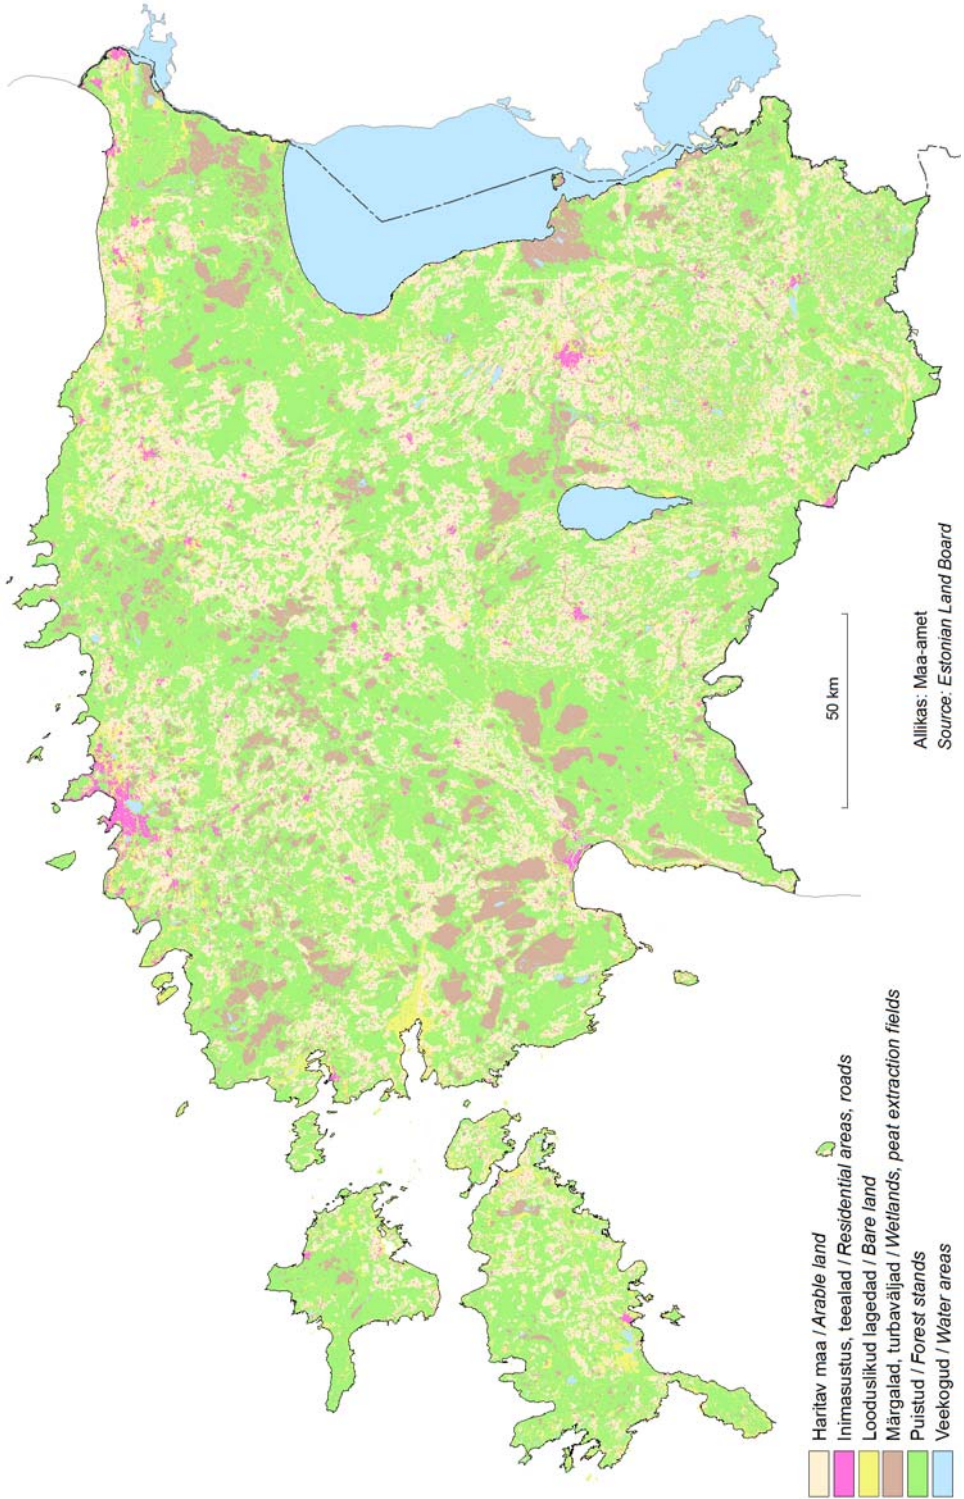 Haritav maa / Arable land
Inimasustus, teealad / Residential areas, roads
Looduslikud lagedad / Bare land
Märgalad, turbaväljad / Wetlands, peat extraction fields
Puistud / Forest stands
Veekogud / Water areas
50 km
Allikas: Maa-amet
Source: Estonian Land Board